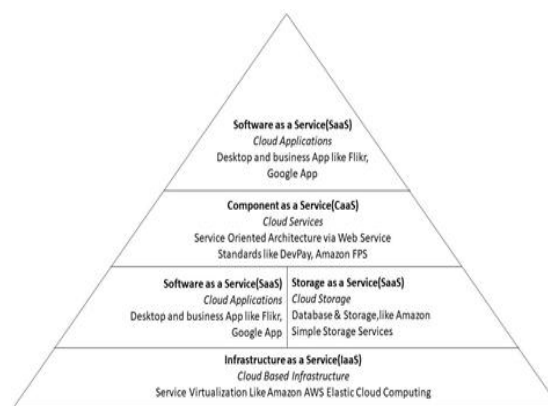 Software as a Service(SaaS)
Cloud Applications
Desktop and business App like Flikr,
Google App
Component as a Service(CaaS)
Cloud Services
Service Oriented Architecture via Web Service
Standards like DevPay, Amazon FPS
Software as a Service(SaaS)
Cloud Applications
Desktop and business App like Flikr,
Google App
Storage as a Service(SaaS)
Cloud Storage
Database & Storage,like Amazon
Simple Storage Services
Infrastructure as a Service(IaaS)
Cloud Based Infrastructure
Service Virtualization Like Amazon AWS Elastic Cloud Computing